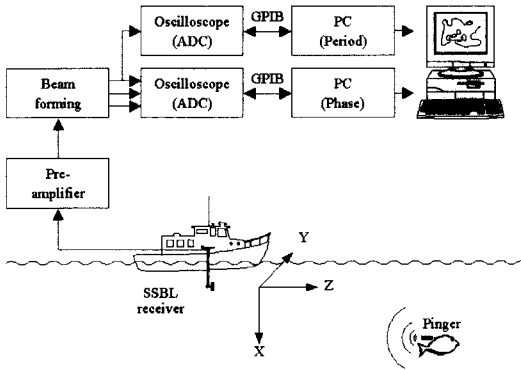 Oscilloscope
(ADC)
GPIB
PC
(Period)
Beam
forming
Oscilloscope
(ADC)
GPIB
PC
(Phase)
Pre-
amplifier
Y
SSBL
receiver
Z
X
Pinger